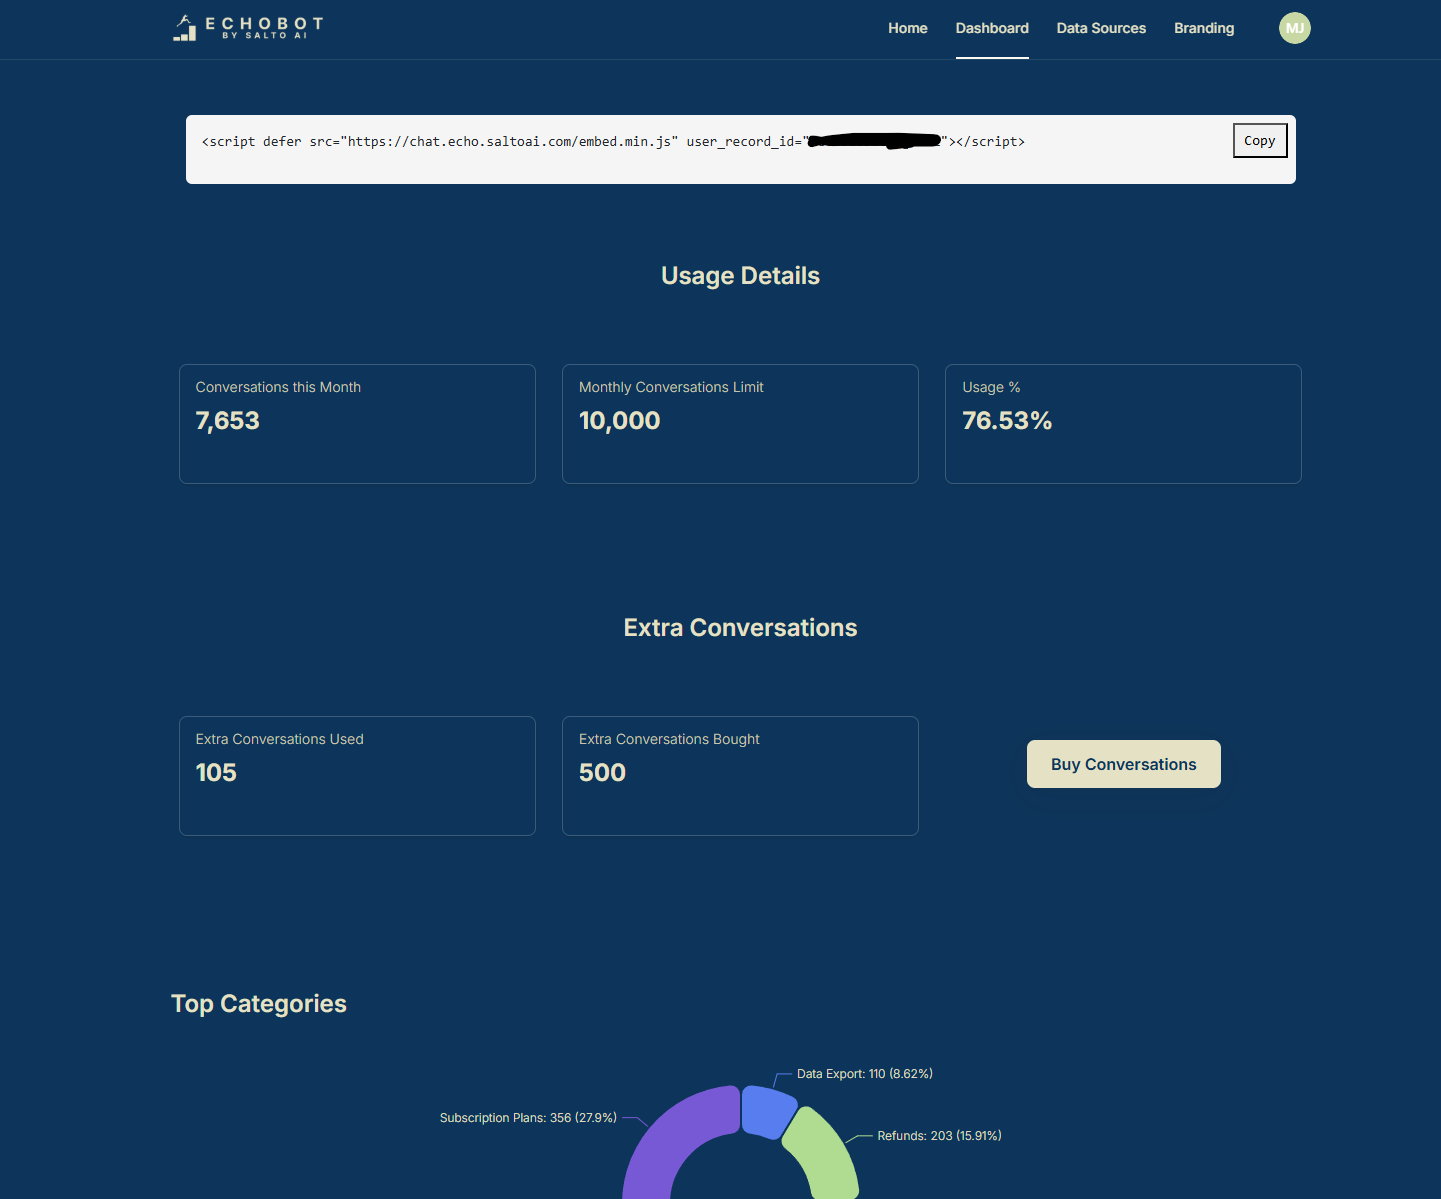 ECHOBOT
BY SALTO AI
Home Dashboard Data Sources Branding MJ
<script defer src="https://chat.echo.saltoai.com/embed.min.js" user_record_id=""></script>
Copy
Usage Details
Conversations this Month
7,653
Monthly Conversations Limit
10,000
Usage %
76.53%
Extra Conversations
Extra Conversations Used
105
Extra Conversations Bought
500
Buy Conversations
Top Categories
Data Export: 110 (8.62%)
Subscription Plans: 356 (27.9%)
Refunds: 203 (15.91%)